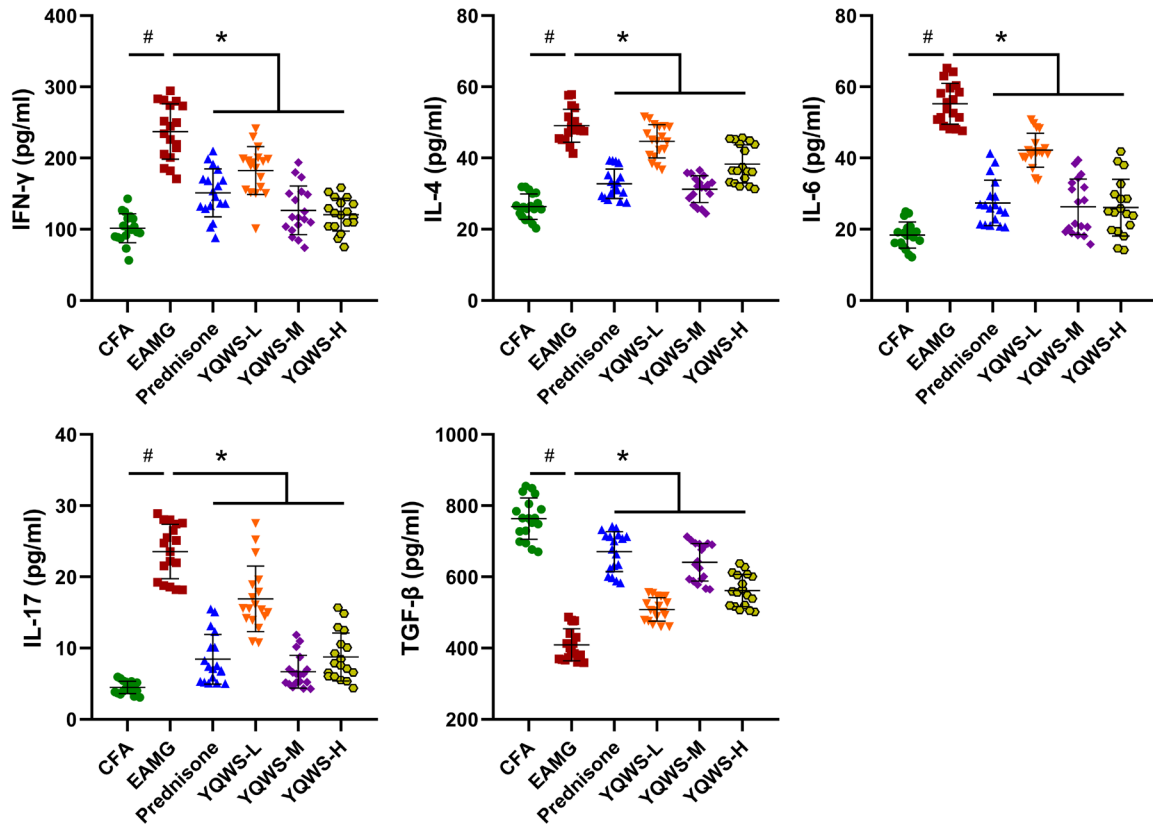 IFN-γ (pg/ml)
400
300
200
100
0
#
*
CFA
EAMG
Prednisone
YQWS-L
YQWS-M
YQWS-H
IL-4 (pg/ml)
80
60
40
20
0
#
*
CFA
EAMG
Prednisone
YQWS-L
YQWS-M
YQWS-H
IL-6 (pg/ml)
80
60
40
20
0
#
*
CFA
EAMG
Prednisone
YQWS-L
YQWS-M
YQWS-H
IL-17 (pg/ml)
40
30
20
10
0
#
*
CFA
EAMG
Prednisone
YQWS-L
YQWS-M
YQWS-H
TGF-β (pg/ml)
1000
800
600
400
200
#
*
CFA
EAMG
Prednisone
YQWS-L
YQWS-M
YQWS-H